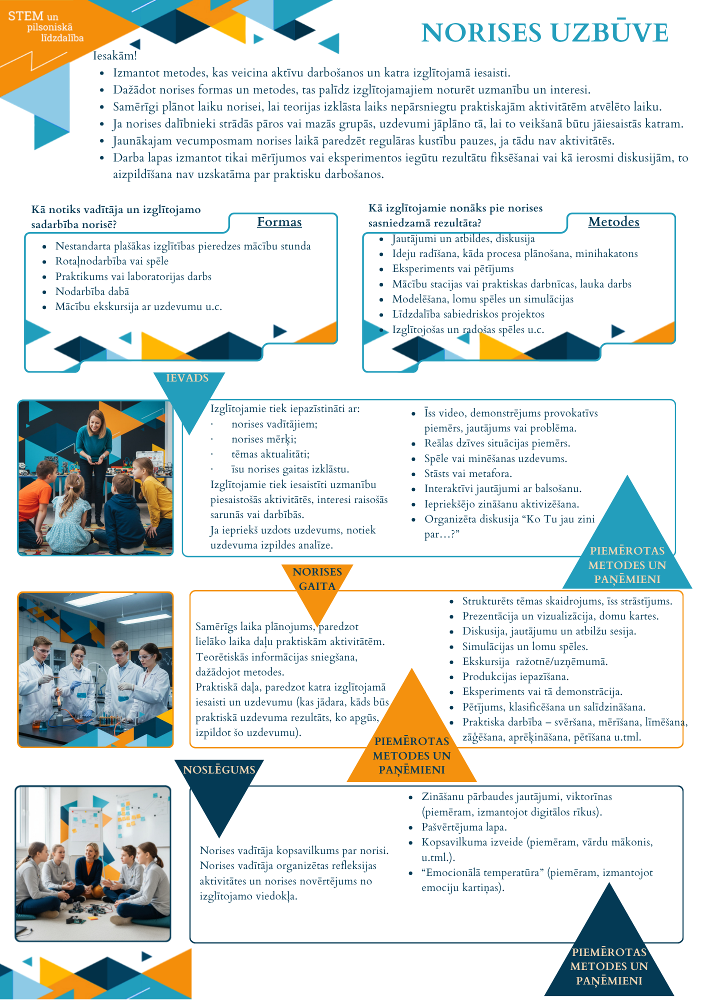 STEM un
pilsoniskā
līdzdalība
NORISES UZBŪVE
Iesakām!
• Izmantot metodes, kas veicina aktīvu darbošanos un katra izglītojamā iesaisti.
• Dažādot norises formas un metodes, tas palīdz izglītojamajiem noturēt uzmanību un interesi.
• Samērīgi plānot laiku norisei, lai teorijas izklāsta laiks nepārsniegtu praktiskajām aktivitātēm atvēlēto laiku.
• Ja norises dalībnieki strādās pāros vai mazās grupās, uzdevumi jāplāno tā, lai to veikšanā būtu jāiesaistās katram.
• Jaunākajam vecumposmam norises laikā paredzēt regulāras kustību pauzes, ja tādu nav aktivitātēs.
• Darba lapas izmantot tikai mērījumos vai eksperimentos iegūtu rezultātu fiksēšanai vai kā ierosmi diskusijām, to
aizpildīšana nav uzskatāma par praktisku darbošanos.
Kā notiks vadītāja un izglītojamo
sadarbība norisē?
Formas
• Nestandarta plašākas izglītības pieredzes mācību stunda
• Rotaļnodarbība vai spēle
• Praktikums vai laboratorijas darbs
• Nodarbība dabā
• Mācību ekskursija ar uzdevumu u.c.
Kā izglītojamie nonāks pie norises
sasniedzamā rezultāta?
Metodes
• Jautājumi un atbildes, diskusija
• Ideju radīšana, kāda procesa plānošana, minihakatons
• Eksperiments vai pētījums
• Mācību stacijas vai praktiskas darbnīcas, lauka darbs
• Modelēšana, lomu spēles un simulācijas
• Līdzdalība sabiedriskos projektos
• Izglītojošas un radošas spēles u.c.
IEVADS
Izglītojamie tiek iepazīstināti ar:
· norises vadītājiem;
· norises mērķi;
· tēmas aktualitāti;
· īsu norises gaitas izklāstu.
Izglītojamie tiek iesaistīti uzmanību
piesaistošās aktivitātēs, interesi raisošās
sarunās vai darbībās.
Ja iepriekš uzdots uzdevums, notiek
uzdevuma izpildes analīze.
• Īss video, demonstrējums provokatīvs
piemērs, jautājums vai problēma.
• Reālas dzīves situācijas piemērs.
• Spēle vai minēšanas uzdevums.
• Stāsts vai metafora.
• Interaktīvi jautājumi ar balsošanu.
• Iepriekšējo zināšanu aktivizēšana.
• Organizēta diskusija “Ko Tu jau zini
par…?”
PIEMĒROTAS
METODES UN
PAŅĒMIENI
NORISES
GAITA
Samērīgs laika plānojums, paredzot
lielāko laika daļu praktiskām aktivitātēm.
Teorētiskās informācijas sniegšana,
dažādojot metodes.
Praktiskā daļa, paredzot katra izglītojamā
iesaisti un uzdevumu (kas jādara, kāds būs
praktiskā uzdevuma rezultāts, ko apgūs,
izpildot šo uzdevumu).
• Strukturēts tēmas skaidrojums, īss strāstījums.
• Prezentācija un vizualizācija, domu kartes.
• Diskusija, jautājumu un atbilžu sesija.
• Simulācijas un lomu spēles.
• Ekskursija ražotnē/uzņēmumā.
• Produkcijas iepazīšana.
• Eksperiments vai tā demonstrācija.
• Pētījums, klasificēšana un salīdzināšana.
• Praktiska darbība – svēršana, mērīšana, līmēšana,
zāģēšana, aprēķināšana, pētīšana u.tml.
PIEMĒROTAS
METODES UN
PAŅĒMIENI
NOSLĒGUMS
Norises vadītāja kopsavilkums par norisi.
Norises vadītāja organizētas refleksijas
aktivitātes un norises novērtējums no
izglītojamo viedokļa.
• Zināšanu pārbaudes jautājumi, viktorīnas
(piemēram, izmantojot digitālos rīkus).
• Pašvērtējuma lapa.
• Kopsavilkuma izveide (piemēram, vārdu mākonis,
u.tml.).
• “Emocionālā temperatūra” (piemēram, izmantojot
emociju kartiņas).
PIEMĒROTAS
METODES UN
PAŅĒMIENI